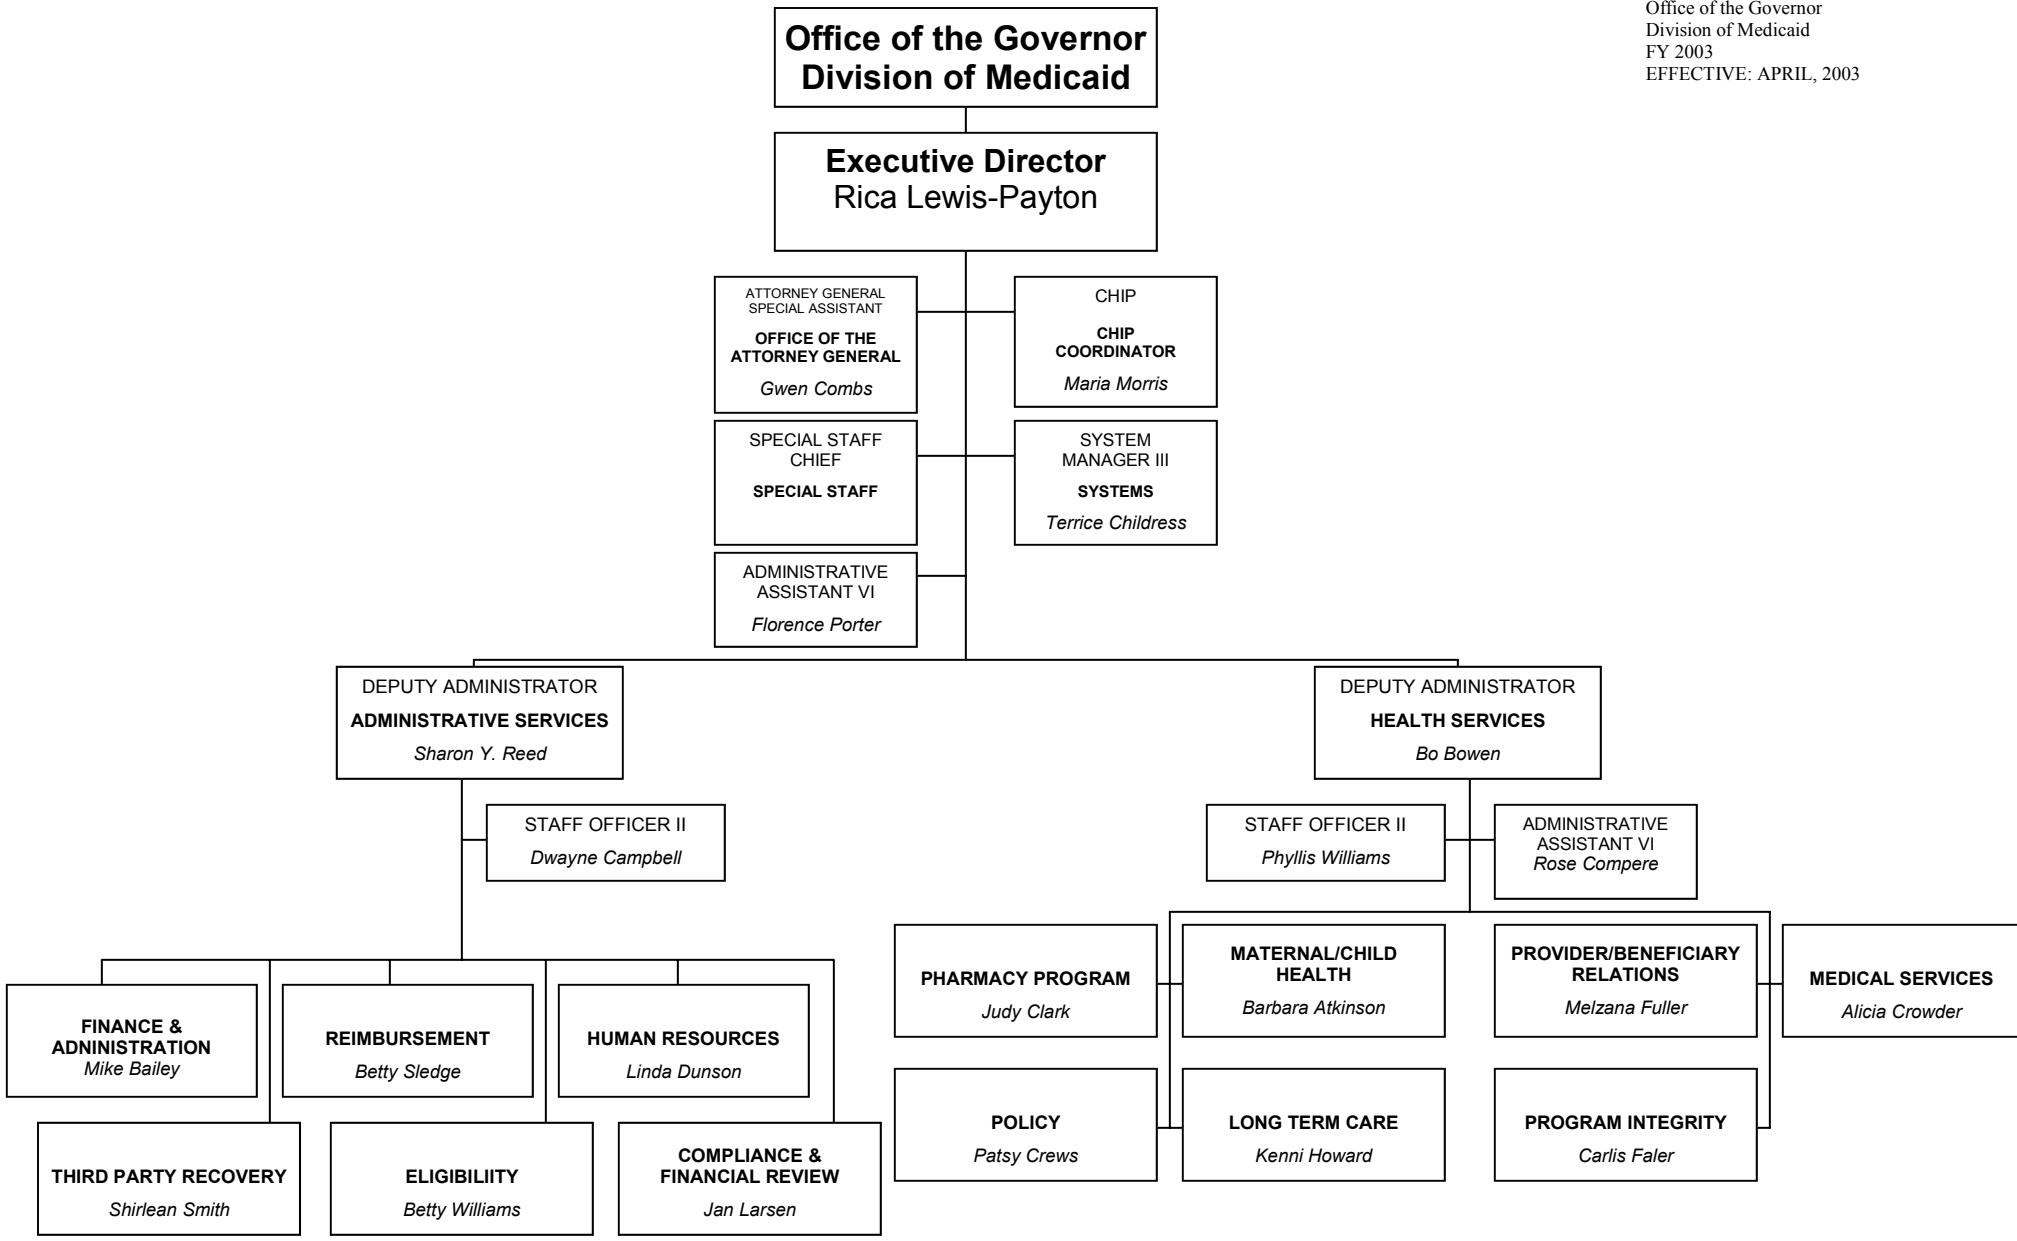 Office of the Governor
Division of Medicaid
FY 2003
EFFECTIVE: APRIL, 2003
Office of the Governor
Division of Medicaid
Executive Director
Rica Lewis-Payton
ATTORNEY GENERAL
SPECIAL ASSISTANT
OFFICE OF THE
ATTORNEY GENERAL
Gwen Combs
CHIP
CHIP
COORDINATOR
Maria Morris
SPECIAL STAFF
CHIEF
SPECIAL STAFF
SYSTEM
MANAGER III
SYSTEMS
Terrice Childress
ADMINISTRATIVE
ASSISTANT VI
Florence Porter
DEPUTY ADMINISTRATOR
ADMINISTRATIVE SERVICES
Sharon Y. Reed
DEPUTY ADMINISTRATOR
HEALTH SERVICES
Bo Bowen
STAFF OFFICER II
Dwayne Campbell
STAFF OFFICER II
Phyllis Williams
ADMINISTRATIVE
ASSISTANT VI
Rose Compere
FINANCE &
ADNINISTRATION
Mike Bailey
REIMBURSEMENT
Betty Sledge
HUMAN RESOURCES
Linda Dunson
THIRD PARTY RECOVERY
Shirlean Smith
ELIGIBILIITY
Betty Williams
COMPLIANCE &
FINANCIAL REVIEW
Jan Larsen
PHARMACY PROGRAM
Judy Clark
MATERNAL/CHILD
HEALTH
Barbara Atkinson
PROVIDER/BENEFICIARY
RELATIONS
Melzana Fuller
MEDICAL SERVICES
Alicia Crowder
POLICY
Patsy Crews
LONG TERM CARE
Kenni Howard
PROGRAM INTEGRITY
Carlis Faler